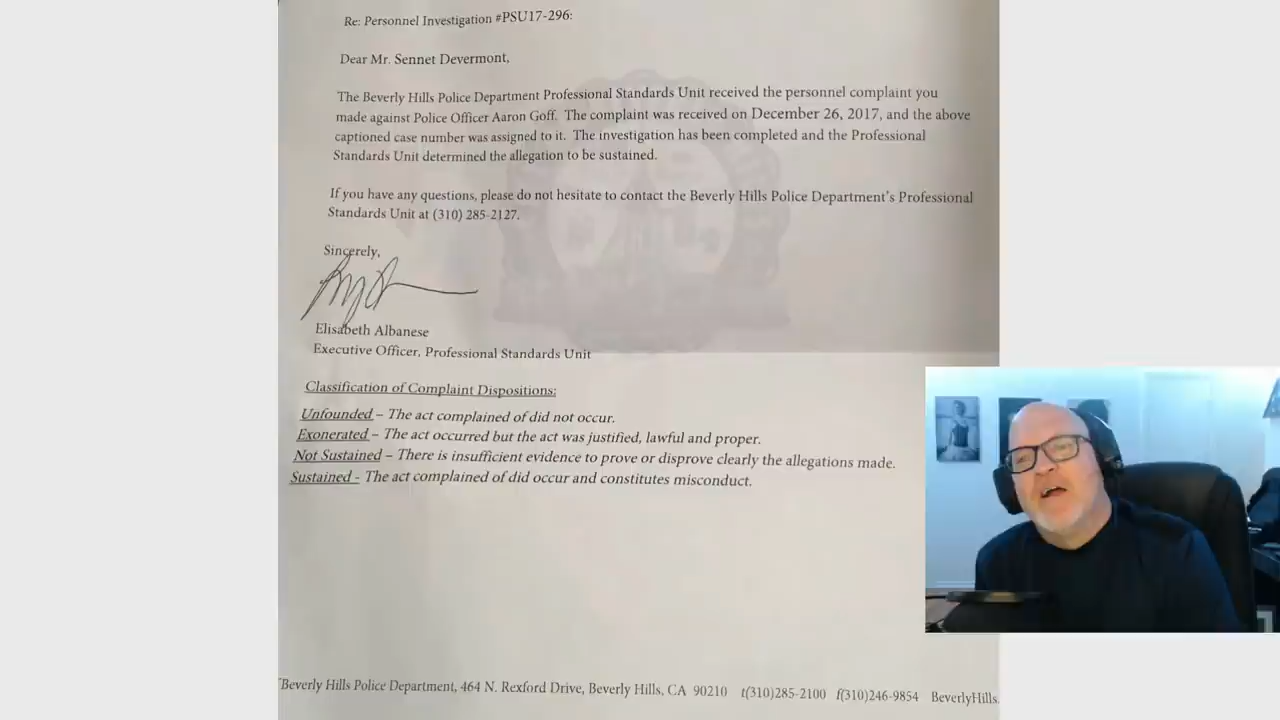 Re: Personnel Investigation #PSU17-296:
Dear Mr. Sennet Devermont,
The Beverly Hills Police Department Professional Standards Unit received the personnel complaint you
made against Police Officer Aaron Goff. The complaint was received on December 26, 2017, and the above
captioned case number was assigned to it. The investigation has been completed and the Professional
Standards Unit determined the allegation to be sustained.
If you have any questions, please do not hesitate to contact the Beverly Hills Police Department's Professional
Standards Unit at (310) 285-2127.
Sincerely,
Elisabeth Albanese
Executive Officer, Professional Standards Unit
Classification of Complaint Dispositions:
Unfounded – The act complained of did not occur.
Exonerated – The act occurred but the act was justified, lawful and proper.
Not Sustained – There is insufficient evidence to prove or disprove clearly the allegations made.
Sustained - The act complained of did occur and constitutes misconduct.
Beverly Hills Police Department, 464 N. Rexford Drive, Beverly Hills, CA 90210 t(310)285-2100 f(310)246-9854 BeverlyHills.